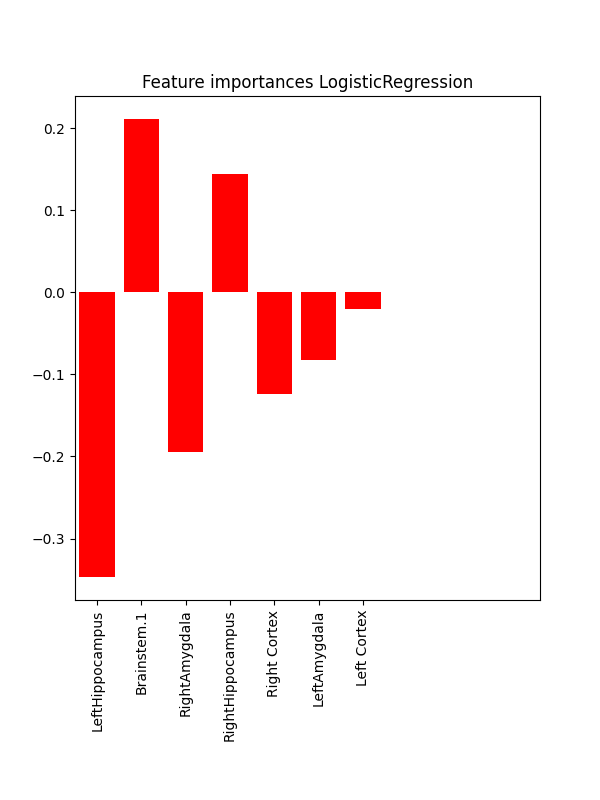 Feature importances LogisticRegression
0.2
0.1
0.0
−0.1
−0.2
−0.3
LeftHippocampus
Brainstem.1
RightAmygdala
RightHippocampus
Right Cortex
LeftAmygdala
Left Cortex